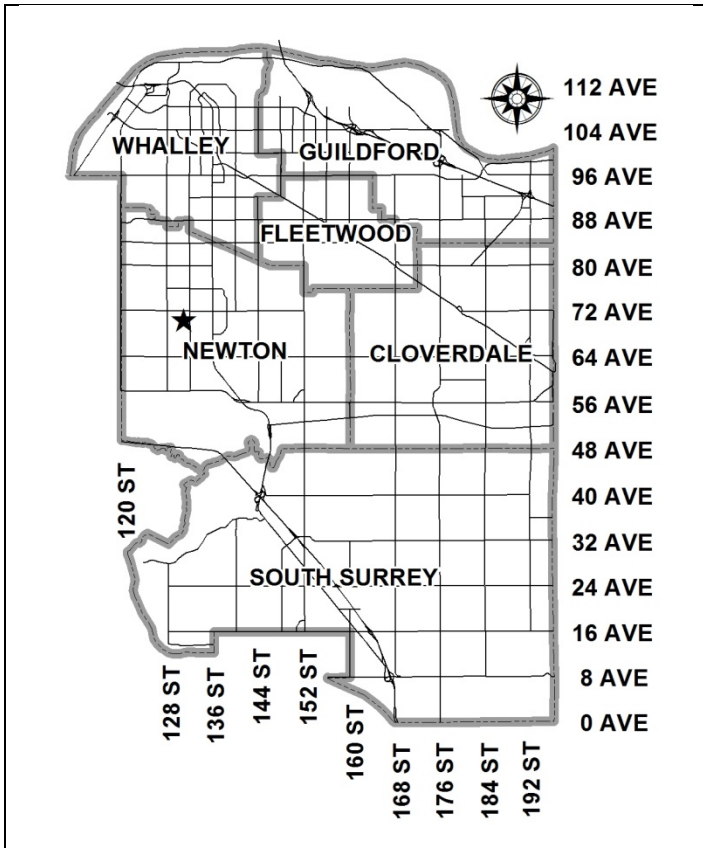 112 AVE
104 AVE
WHALLEY
GUILDFORD
96 AVE
88 AVE
FLEETWOOD
80 AVE
72 AVE
NEWTON
CLOVERDALE
64 AVE
56 AVE
48 AVE
120 ST
40 AVE
32 AVE
SOUTH SURREY
24 AVE
16 AVE
128 ST
136 ST
144 ST
152 ST
160 ST
8 AVE
0 AVE
168 ST
176 ST
184 ST
192 ST